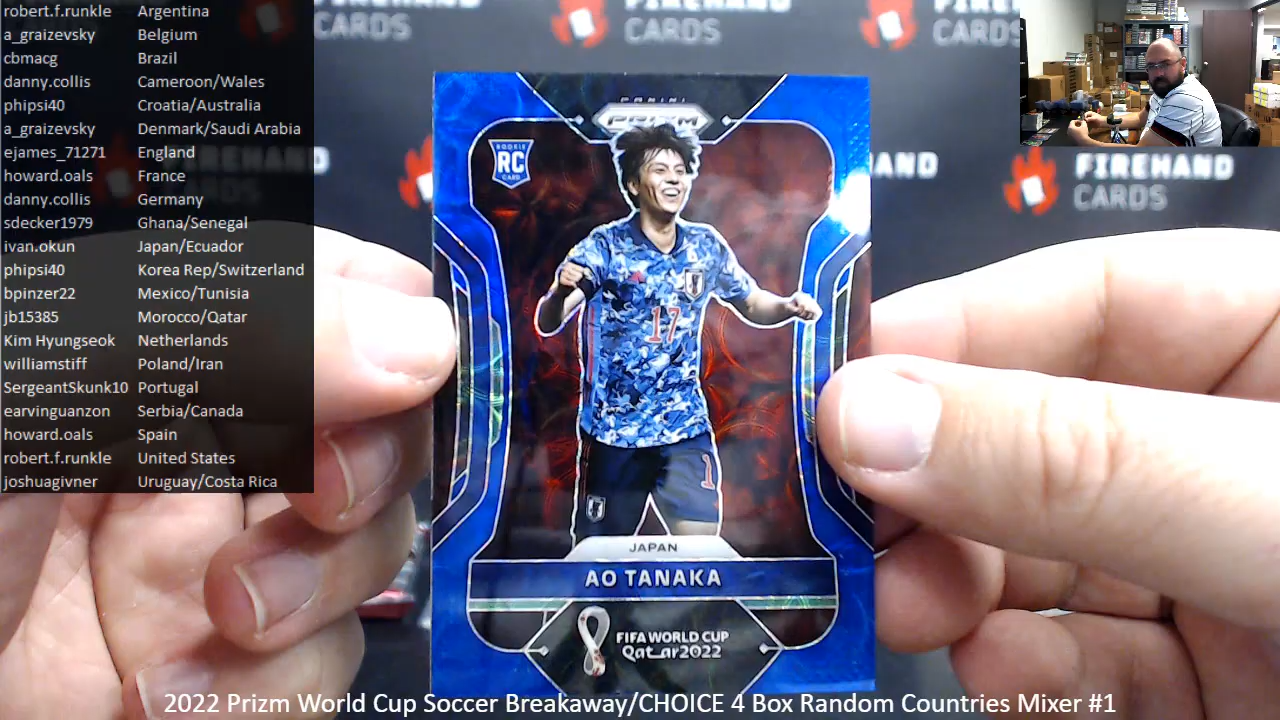 robert.f.runkle Argentina
a_graizevsky Belgium
cbmacg Brazil
danny.collis Cameroon/Wales
phipsi40 Croatia/Australia
a_graizevsky Denmark/Saudi Arabia
ejames_71271 England
howard.oals France
danny.collis Germany
sdecker1979 Ghana/Senegal
ivan.okun Japan/Ecuador
phipsi40 Korea Rep/Switzerland
bpinzer22 Mexico/Tunisia
jb15385 Morocco/Qatar
Kim Hyungseok Netherlands
williamstiff Poland/Iran
SergeantSkunk10 Portugal
earvinguanzon Serbia/Canada
howard.oals Spain
robert.f.runkle United States
joshuagivner Uruguay/Costa Rica
FIREHAND
CARDS
CARDS
CARDS
FIREHAND
HAND
FIREHAND
CARDS
PANINI
PRIZM
ROOKIE
RC
CARD
17
1
JAPAN
AO TANAKA
FIFA WORLD CUP
Qatar2022
2022 Prizm World Cup Soccer Breakaway/CHOICE 4 Box Random Countries Mixer #1